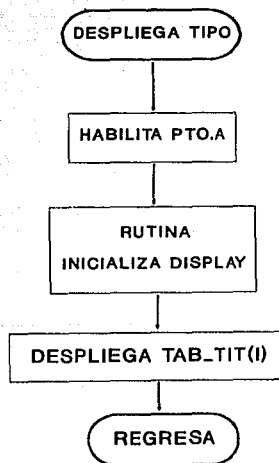 DESPLIEGA TIPO
HABILITA PTO.A
RUTINA
INICIALIZA DISPLAY
DESPLIEGA TAB_TIT(I)
REGRESA